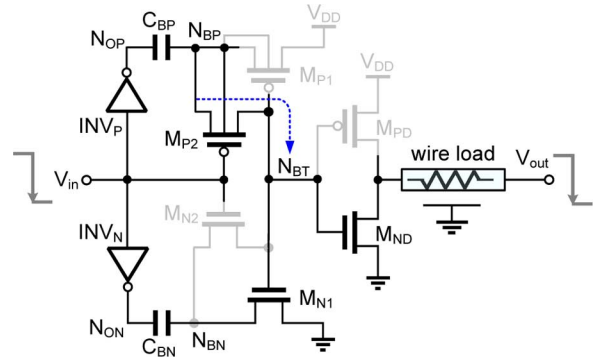 C_BP
N_OP
N_BP
V_DD
M_P1
V_DD
INV_P
M_P2
M_PD
wire load
V_out
N_BT
V_in
M_N2
M_ND
INV_N
M_N1
N_ON
C_BN
N_BN